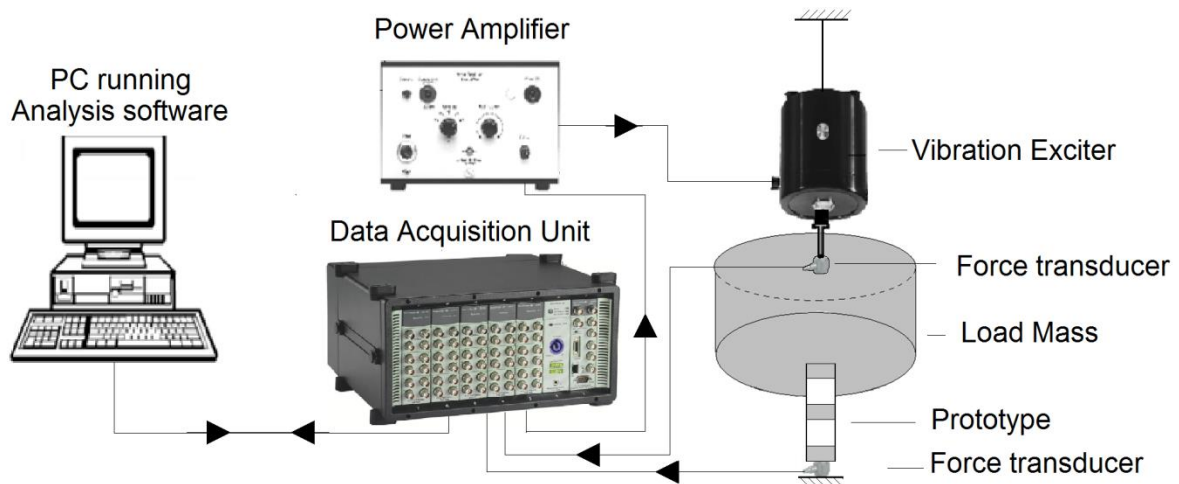 Power Amplifier
PC running
Analysis software
Vibration Exciter
Data Acquisition Unit
Force transducer
Load Mass
Prototype
Force transducer